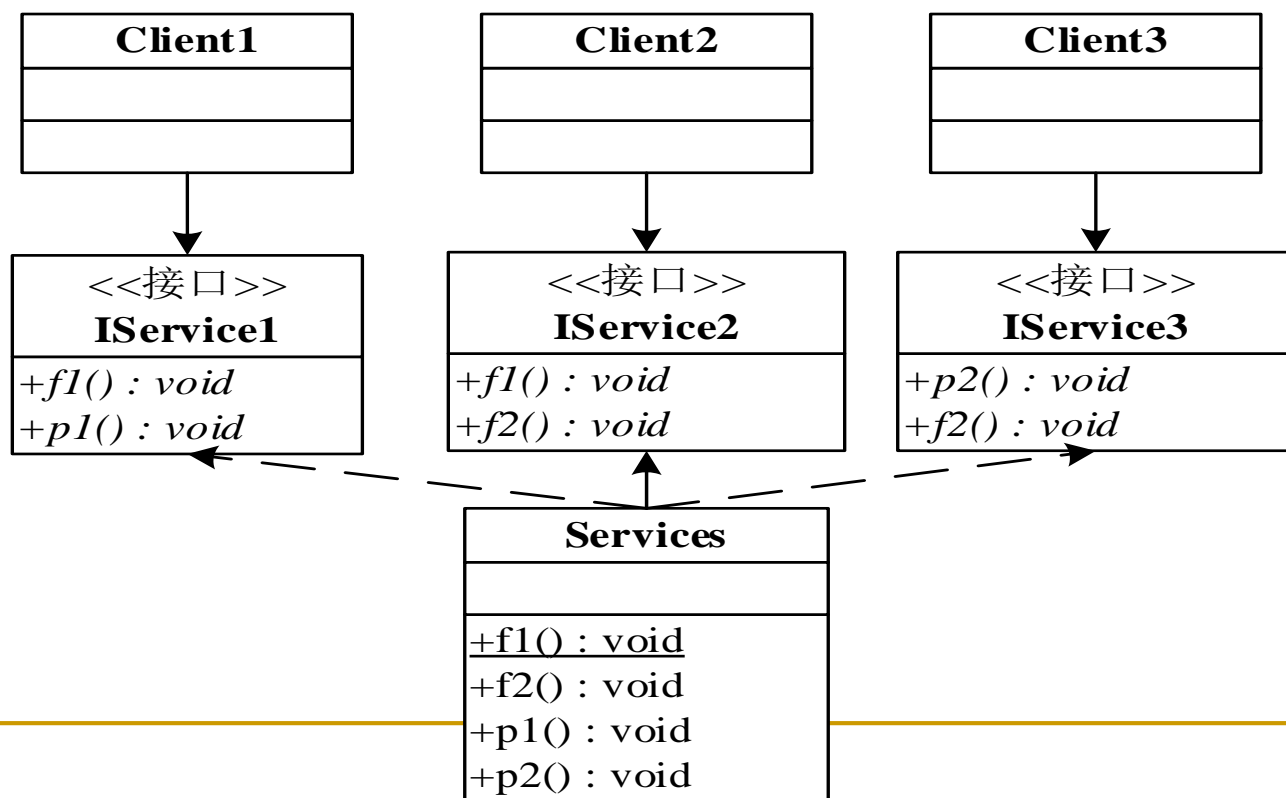 Client1
Client2
Client3
<<接口>>
IService1
+f1() : void
+p1() : void
<<接口>>
IService2
+f1() : void
+f2() : void
<<接口>>
IService3
+p2() : void
+f2() : void
Services
+f1() : void
+f2() : void
+p1() : void
+p2() : void